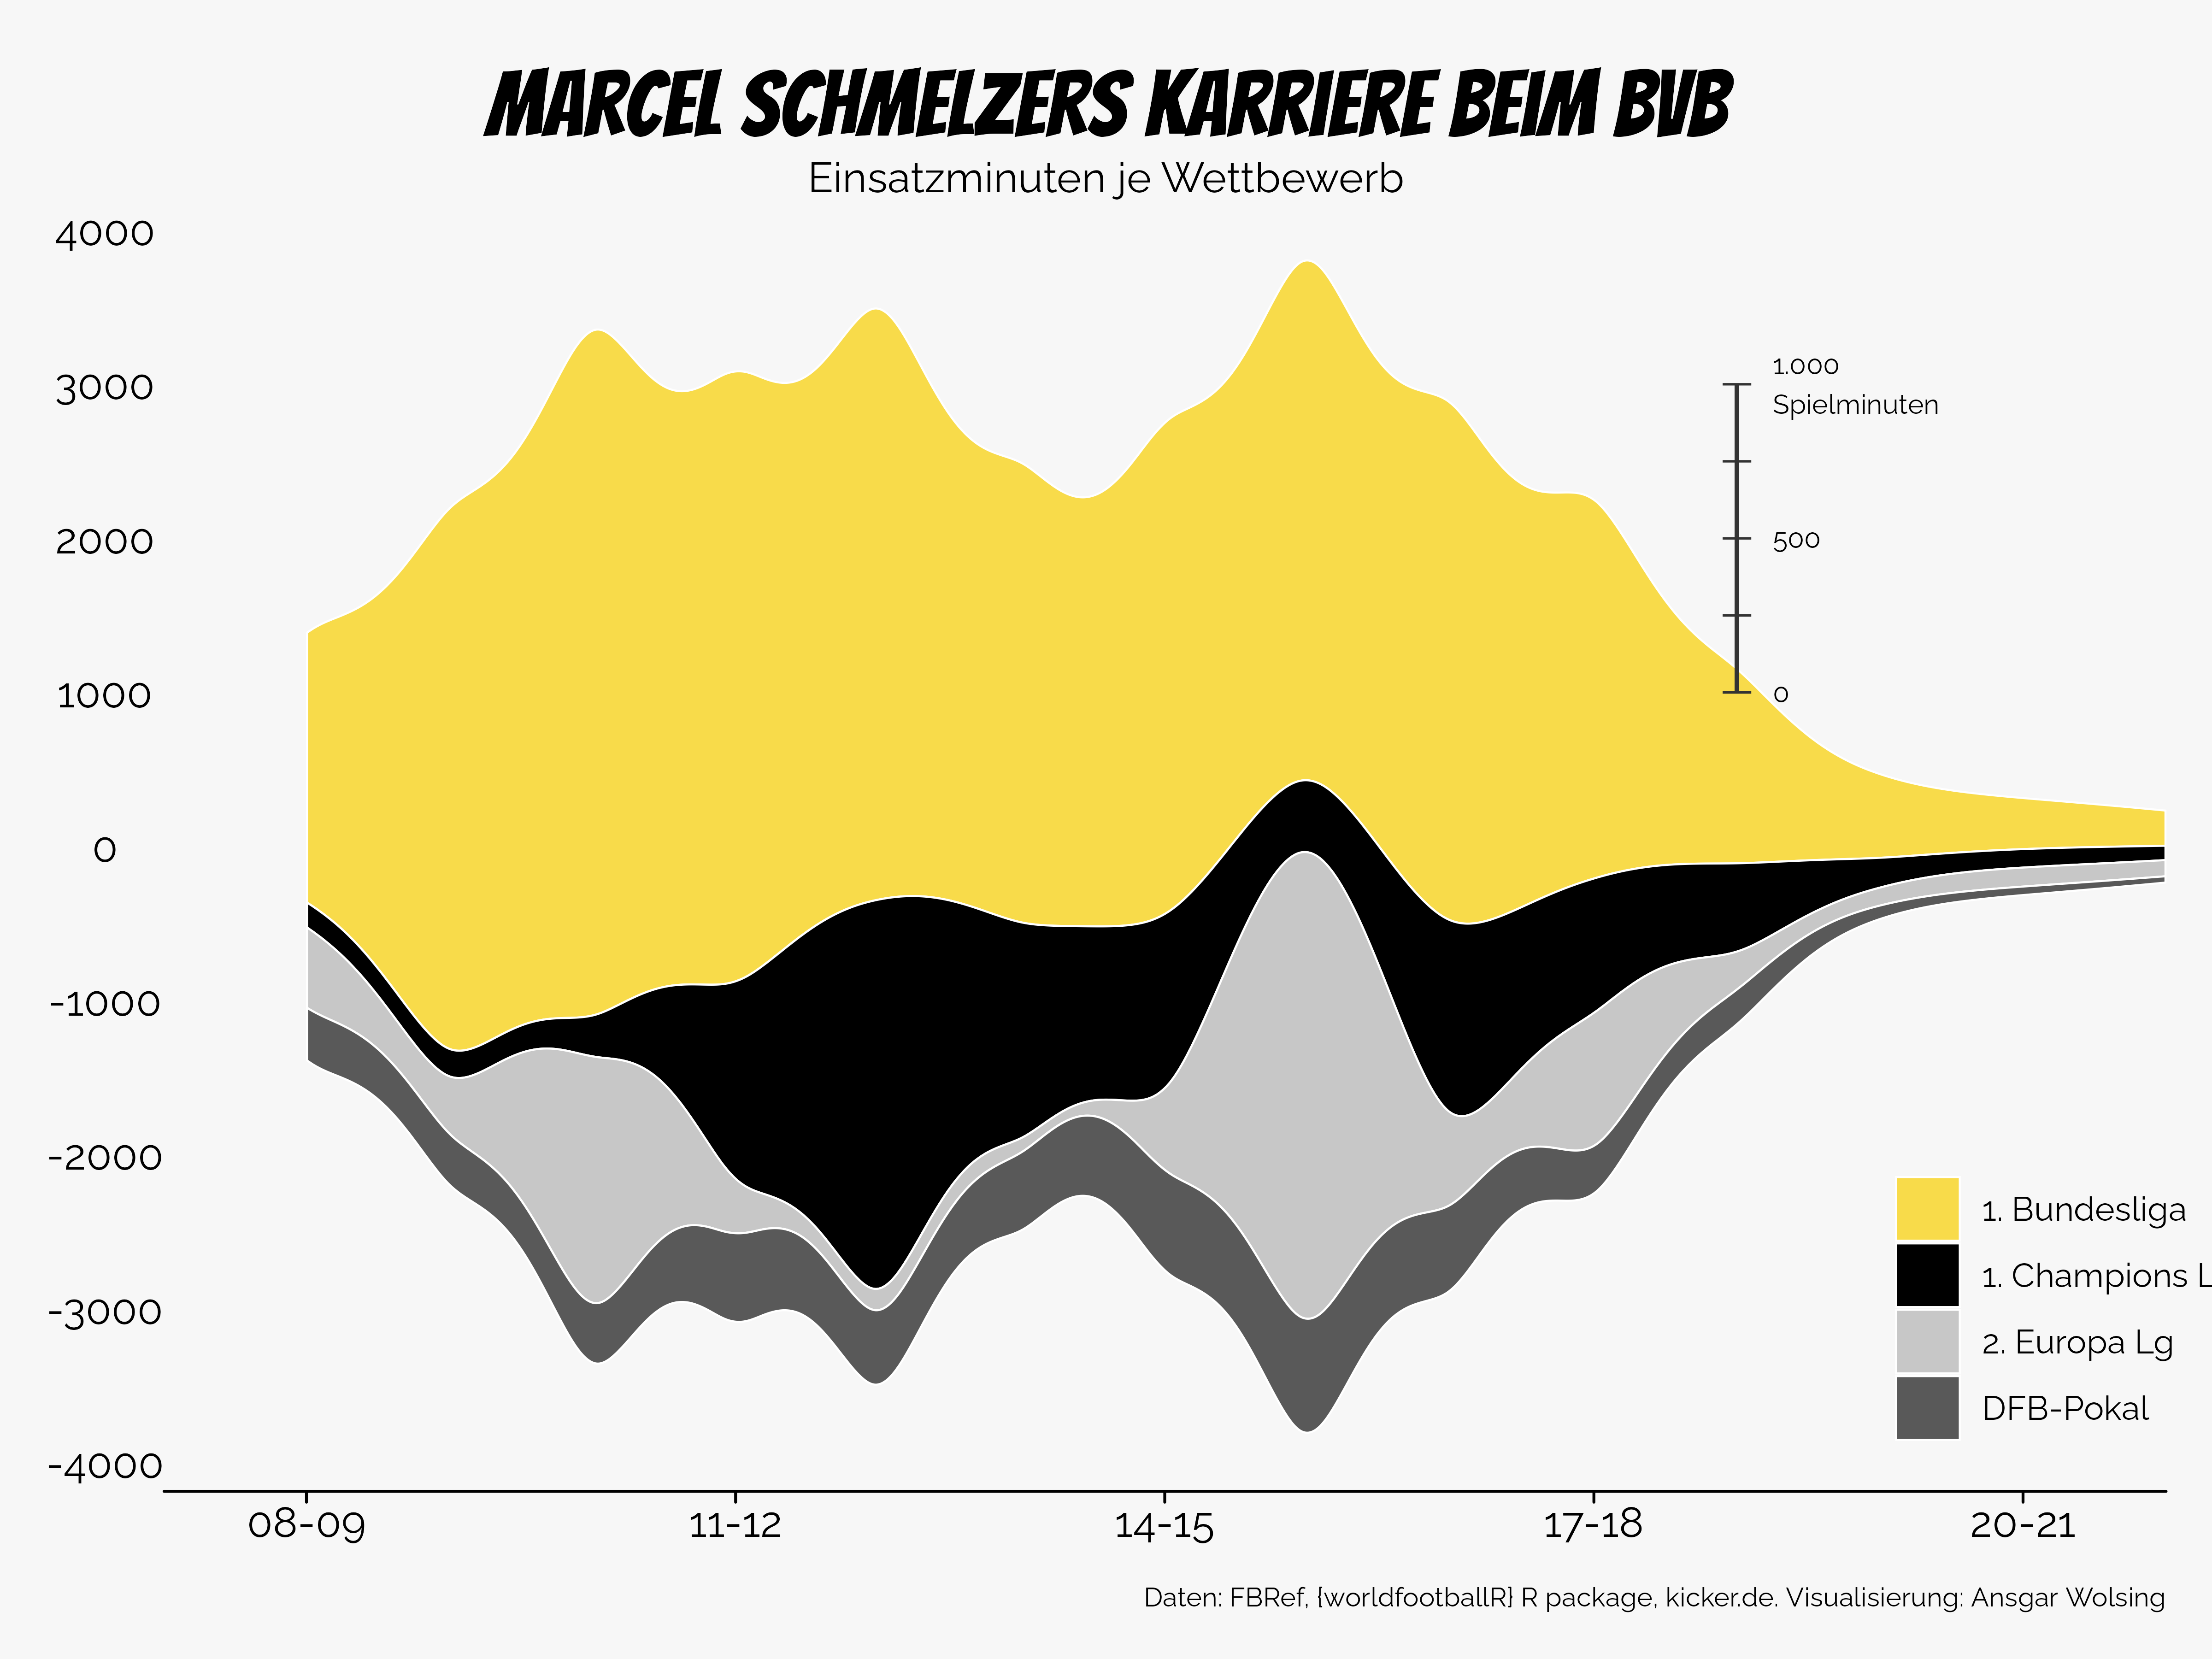 MARCEL SCHMELZERS KARRIERE BEIM BVB
Einsatzminuten je Wettbewerb
4000
3000
2000
1000
0
-1000
-2000
-3000
-4000
1.000
Spielminuten
500
0
1. Bundesliga
1. Champions L
2. Europa Lg
DFB-Pokal
08-09
11-12
14-15
17-18
20-21
Daten: FBRef, {worldfootballR} R package, kicker.de. Visualisierung: Ansgar Wolsing